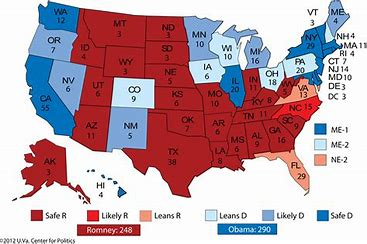 WA
12
OR
7
CA
55
NV
6
ID
4
MT
3
WY
3
UT
6
AZ
11
CO
9
NM
5
ND
3
SD
3
NE
5
KS
6
OK
7
TX
38
MN
10
IA
6
MO
10
AR
6
LA
8
WI
10
IL
20
MI
16
IN
11
OH
18
KY
8
TN 11
MS
6
AL
9
GA
16
FL
29
SC
9
NC 15
VA
13
WV
5
PA
20
NY
29
VT
3
ME
4
NH 4
MA 11
RI 4
CT 7
NJ 14
MD 10
DE 3
DC 3
AK
3
HI
4
ME-1
ME-2
NE-2
Safe R
Likely R
Leans R
Leans D
Likely D
Safe D
Romney: 248
Obama: 290
©2012 U.Va. Center for Politics